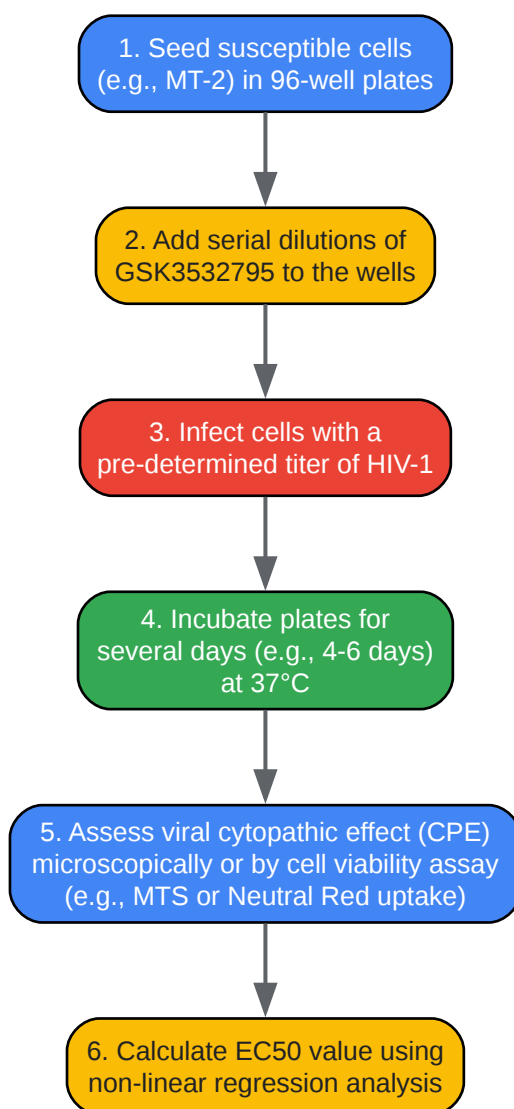 1. Seed susceptible cells
(e.g., MT-2) in 96-well plates
2. Add serial dilutions of
GSK3532795 to the wells
3. Infect cells with a
pre-determined titer of HIV-1
4. Incubate plates for
several days (e.g., 4-6 days)
at 37°C
5. Assess viral cytopathic effect (CPE)
microscopically or by cell viability assay
(e.g., MTS or Neutral Red uptake)
6. Calculate EC50 value using
non-linear regression analysis